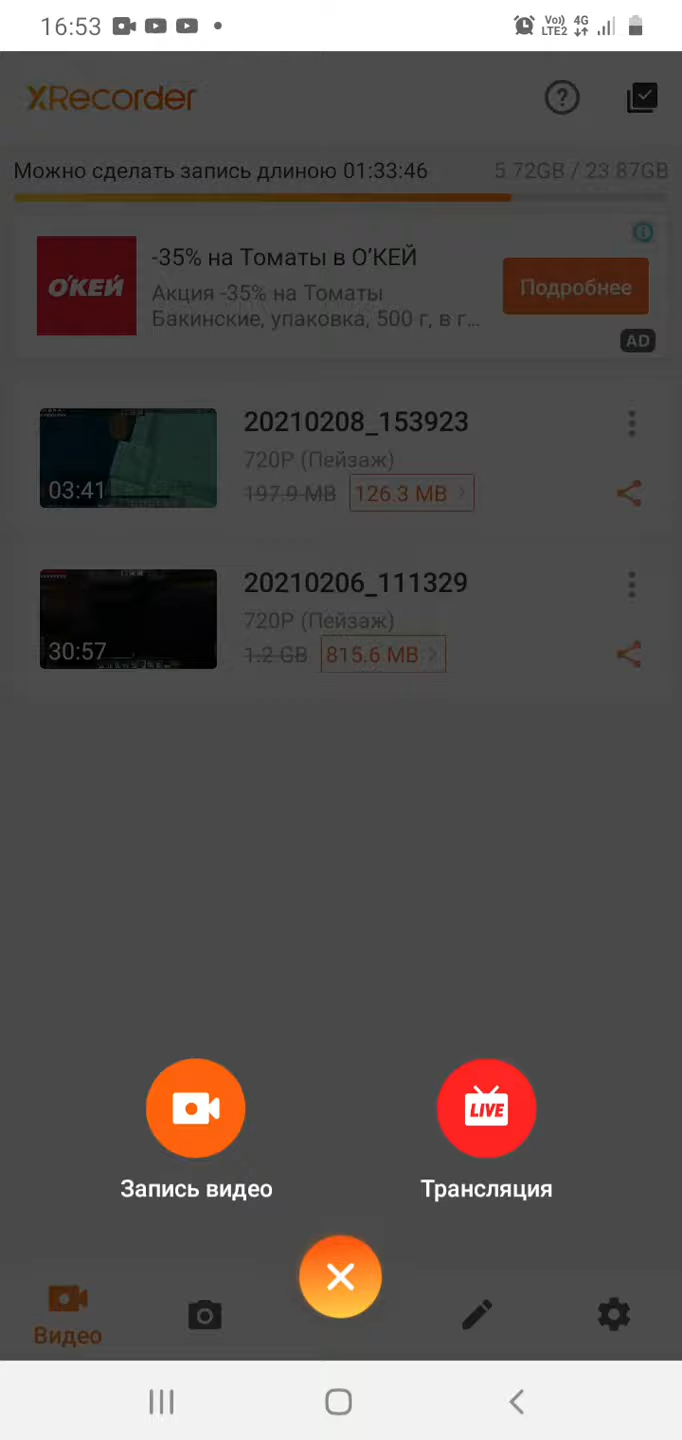 16:53
Vo)) 4G
LTE2
XRecorder
Можно сделать запись длиною 01:33:46
5.72GB / 23.87GB
О'КЕЙ
-35% на Томаты в О'КЕЙ
Акция -35% на Томаты
Бакинские, упаковка, 500 г, в г...
Подробнее
AD
20210208_153923
720P (Пейзаж)
03:41
197.9 MB 126.3 MB
20210206_111329
720P (Пейзаж)
30:57
1.2 GB 815.6 MB
LIVE
Запись видео
Трансляция
Видео